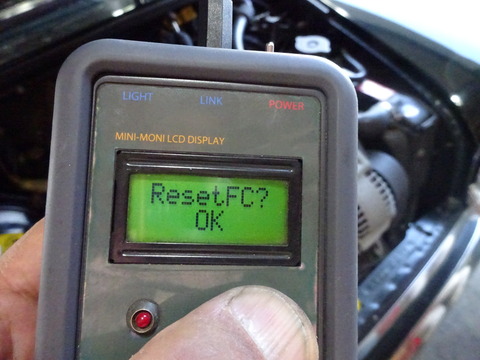 LIGHT LINK POWER
MINI-MONI LCD DISPLAY
ResetFC?
OK